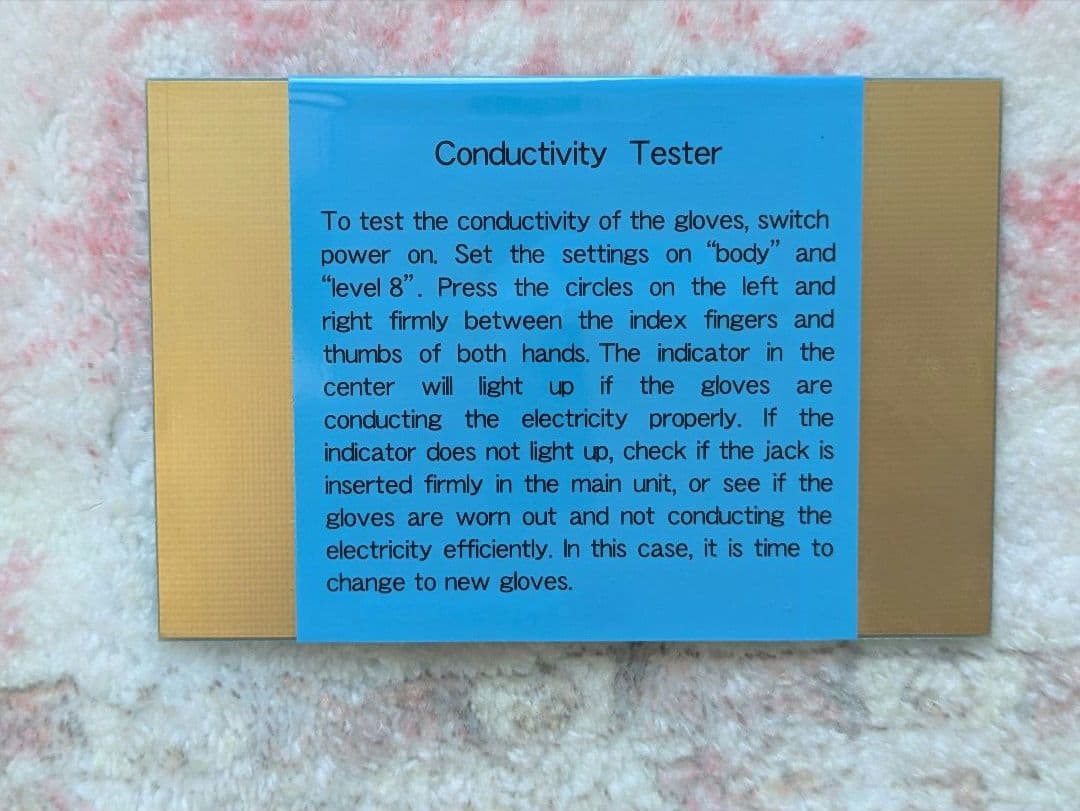 Conductivity Tester
To test the conductivity of the gloves, switch
power on. Set the settings on “body” and
“level 8”. Press the circles on the left and
right firmly between the index fingers and
thumbs of both hands. The indicator in the
center will light up if the gloves are
conducting the electricity properly. If the
indicator does not light up, check if the jack is
inserted firmly in the main unit, or see if the
gloves are worn out and not conducting the
electricity efficiently. In this case, it is time to
change to new gloves.